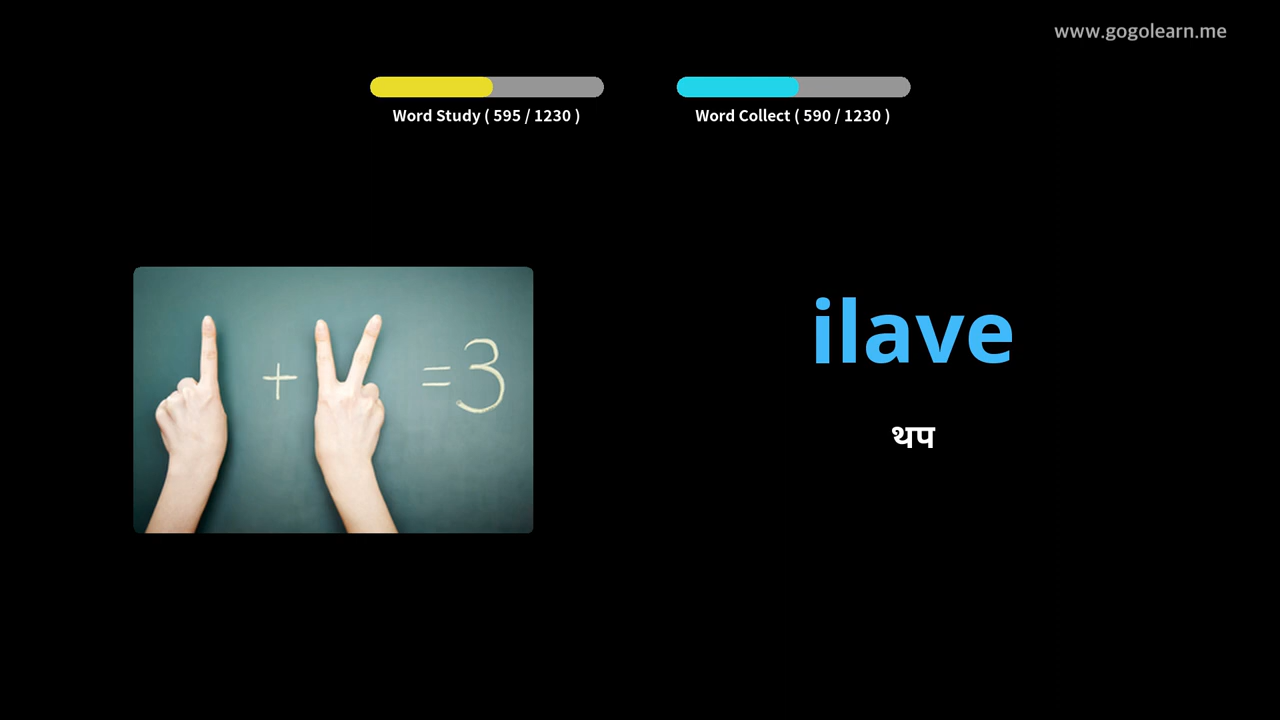 www.gogolearn.me
Word Study ( 595 / 1230 )
Word Collect ( 590 / 1230 )
+ = 3
ilave
थप